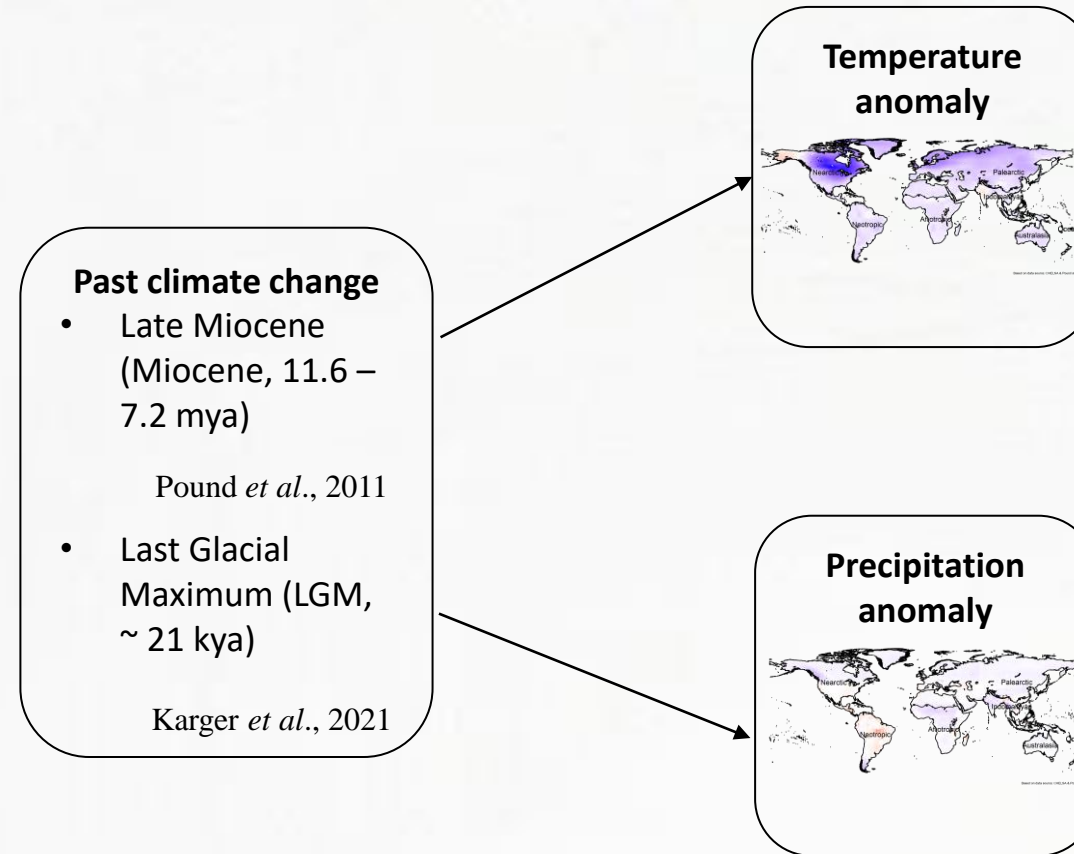 Temperature
anomaly
Nearctic
Palearctic
Neotropic
Afrotropic
Australasia
Past climate change
• Late Miocene
(Miocene, 11.6 –
7.2 mya)
Pound et al., 2011
• Last Glacial
Maximum (LGM,
~ 21 kya)
Karger et al., 2021
Precipitation
anomaly
Nearctic
Palearctic
Neotropic
Afrotropic
Australasia